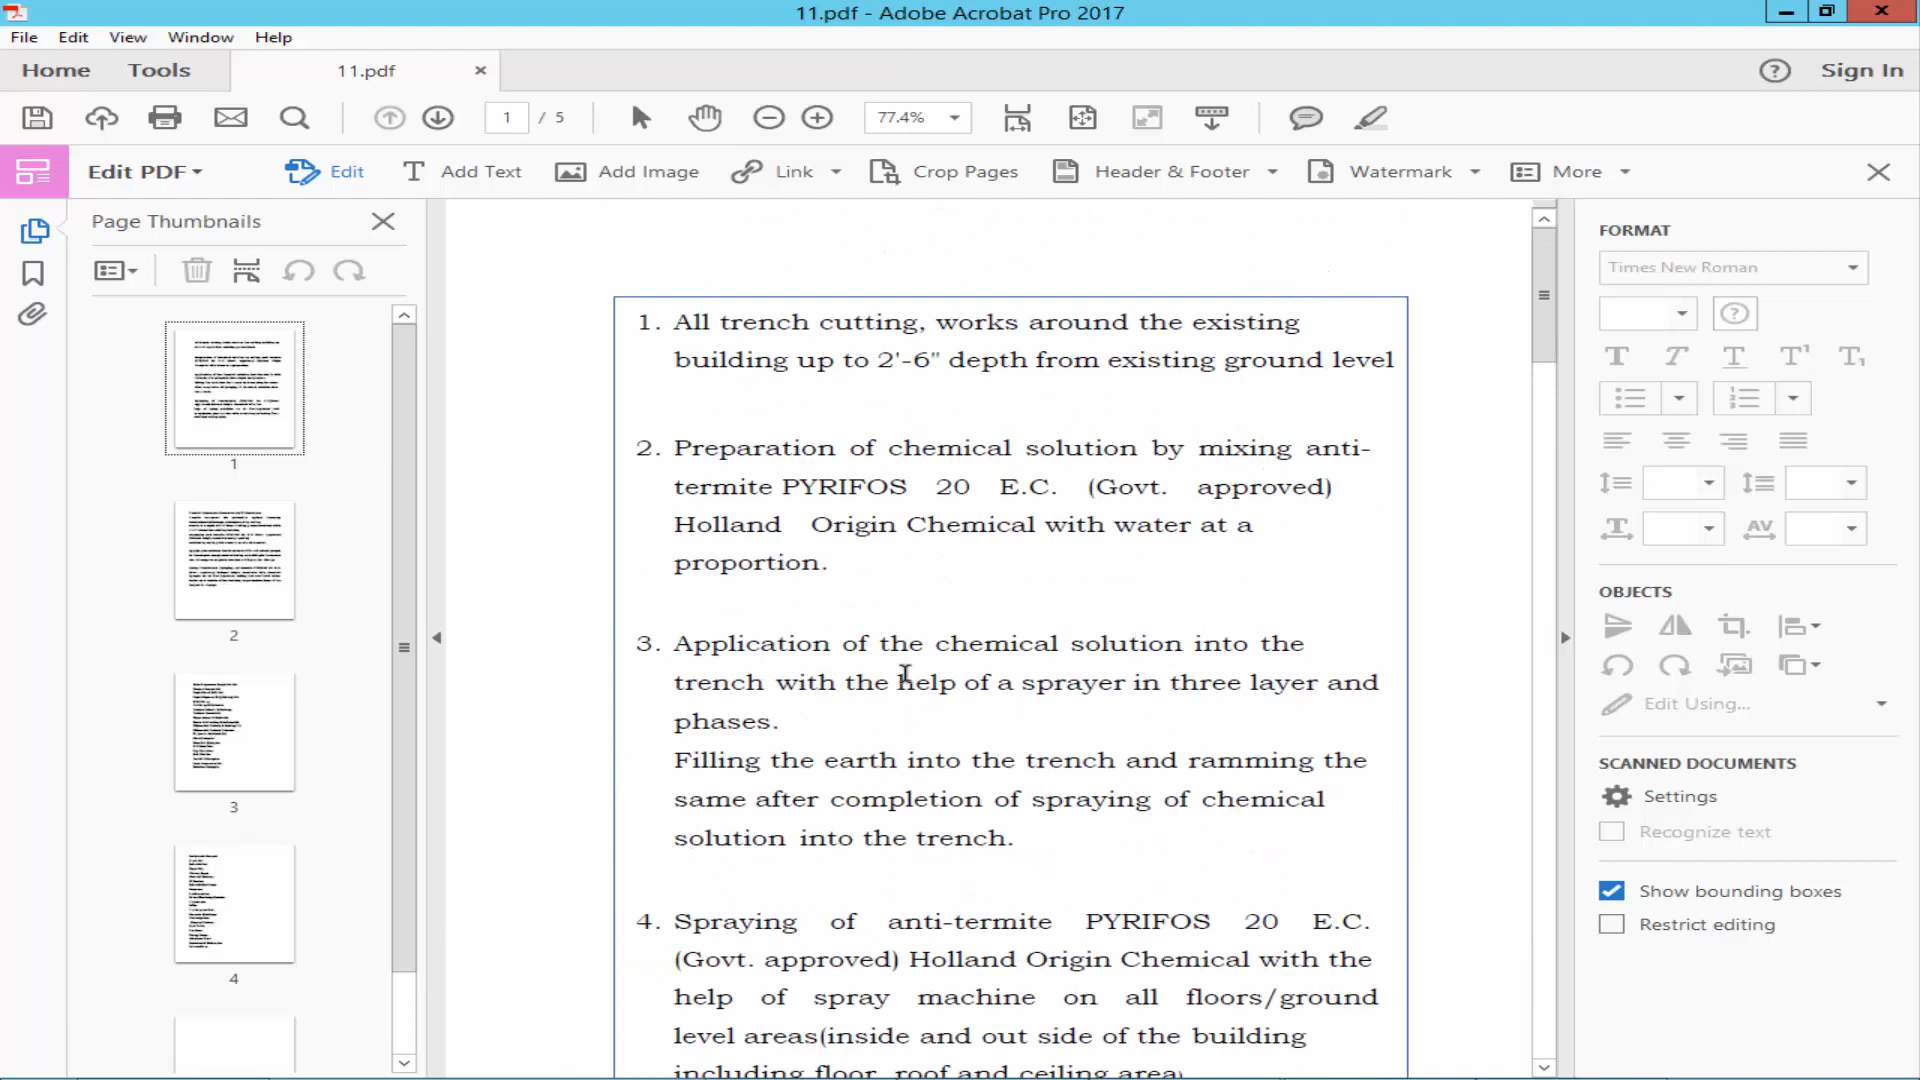 11.pdf - Adobe Acrobat Pro 2017
File Edit View Window Help
Home Tools 11.pdf Sign In
1 / 5 77.4%
Edit PDF Edit Add Text Add Image Link Crop Pages Header & Footer Watermark More
Page Thumbnails
1
2
3
4
1. All trench cutting, works around the existing
building up to 2'-6" depth from existing ground level
2. Preparation of chemical solution by mixing anti-
termite PYRIFOS 20 E.C. (Govt. approved)
Holland Origin Chemical with water at a
proportion.
3. Application of the chemical solution into the
trench with the help of a sprayer in three layer and
phases.
Filling the earth into the trench and ramming the
same after completion of spraying of chemical
solution into the trench.
4. Spraying of anti-termite PYRIFOS 20 E.C.
(Govt. approved) Holland Origin Chemical with the
help of spray machine on all floors/ground
level areas(inside and out side of the building
including floor, roof and ceiling area)
FORMAT
Times New Roman
OBJECTS
Edit Using...
SCANNED DOCUMENTS
Settings
Recognize text
Show bounding boxes
Restrict editing